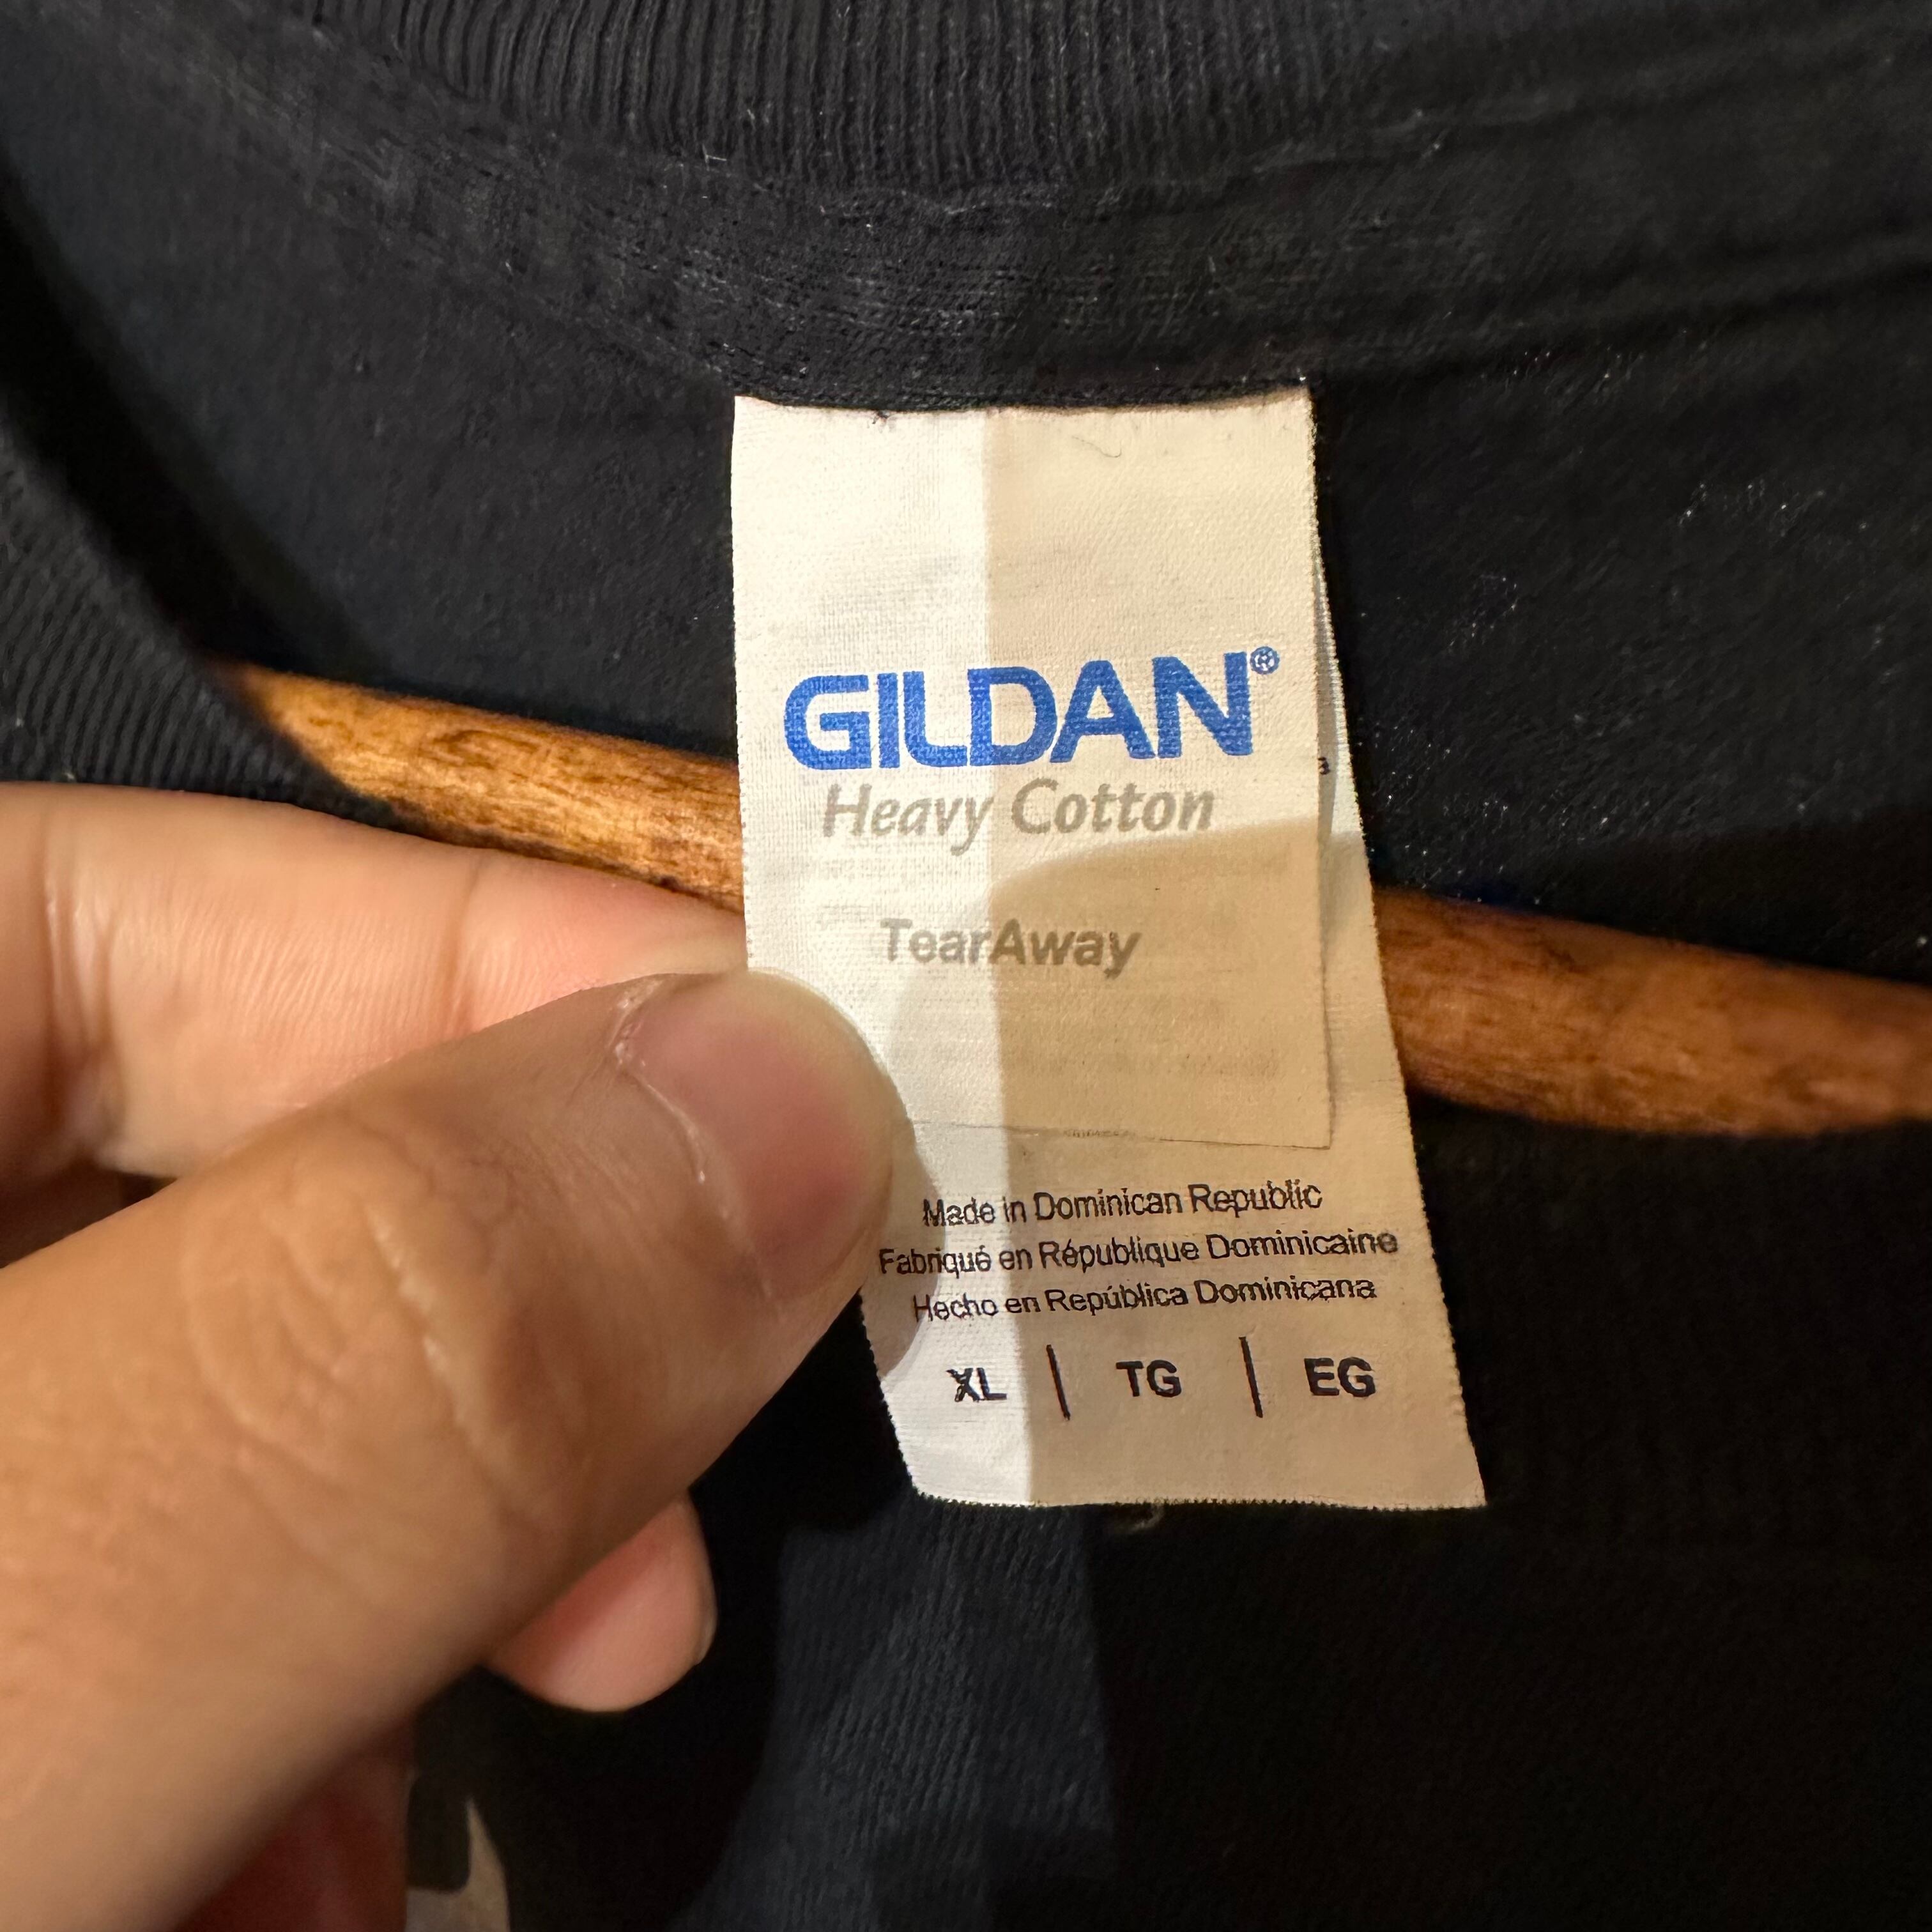 GILDAN®
Heavy Cotton
TearAway
Made in Dominican Republic
Fabriqué en République Dominicaine
Hecho en República Dominicana
XL | TG | EG